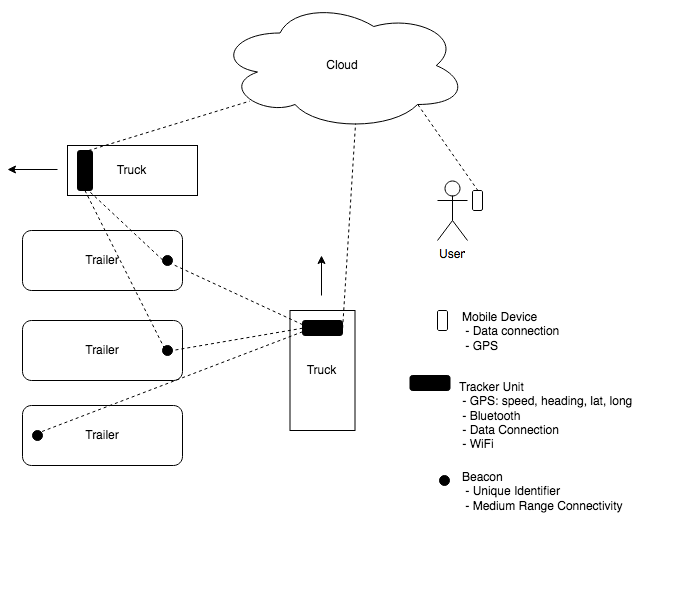 Cloud
Truck
Trailer
User
Trailer
Truck
Trailer
Mobile Device
- Data connection
- GPS
Tracker Unit
- GPS: speed, heading, lat, long
- Bluetooth
- Data Connection
- WiFi
Beacon
- Unique Identifier
- Medium Range Connectivity